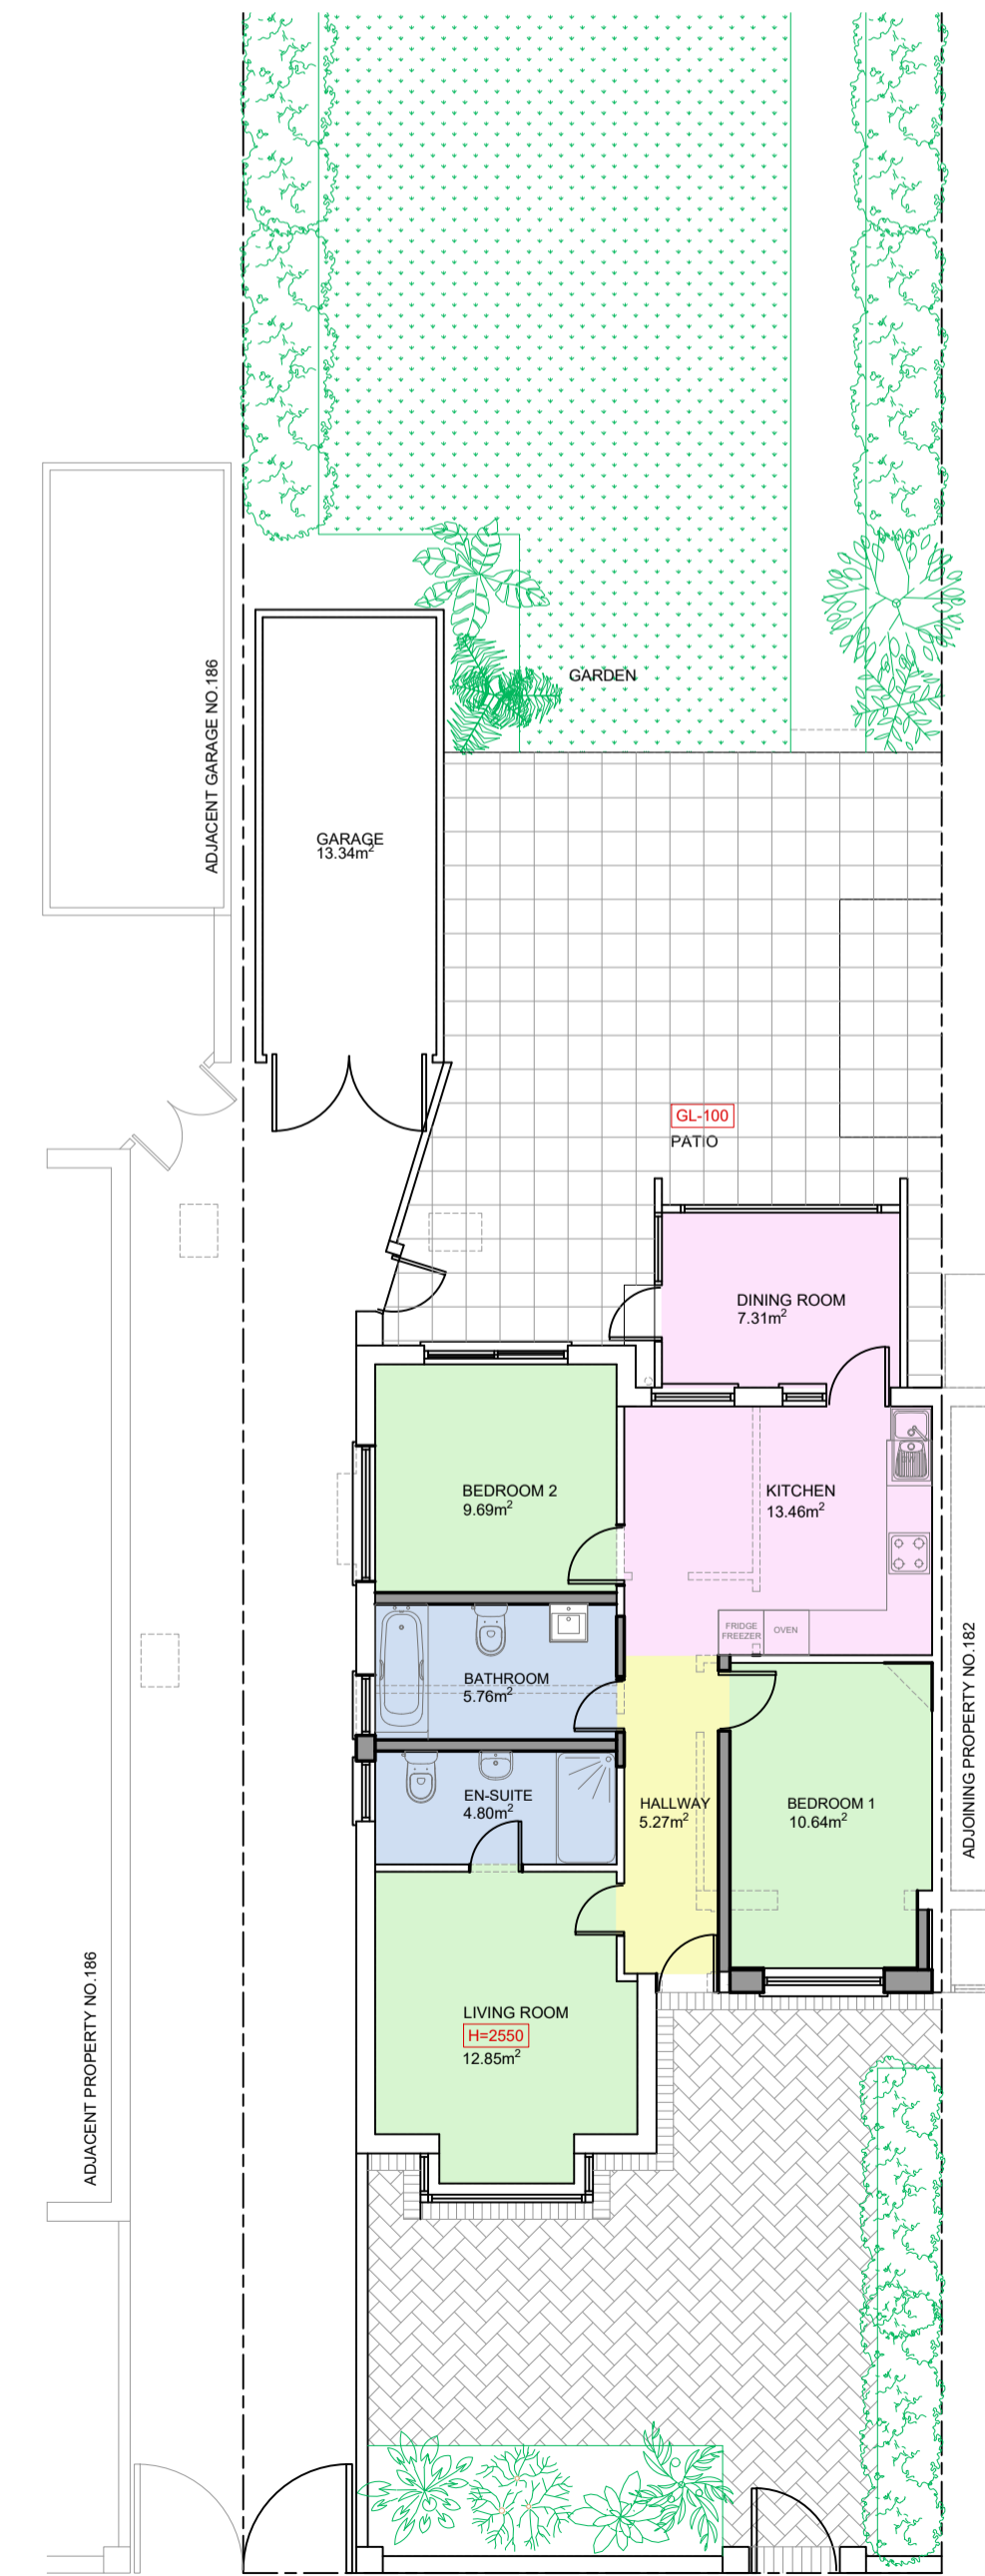 ADJACENT GARAGE NO.186
GARDEN
GARAGE
13.34m²
GL-100
PATIO
DINING ROOM
7.31m²
BEDROOM 2
9.69m²
KITCHEN
13.46m²
FRIDGE
FREEZER
OVEN
BATHROOM
5.76m²
EN-SUITE
4.80m²
HALLWAY
5.27m²
BEDROOM 1
10.64m²
ADJOINING PROPERTY NO.182
LIVING ROOM
H=2550
12.85m²
ADJACENT PROPERTY NO.186